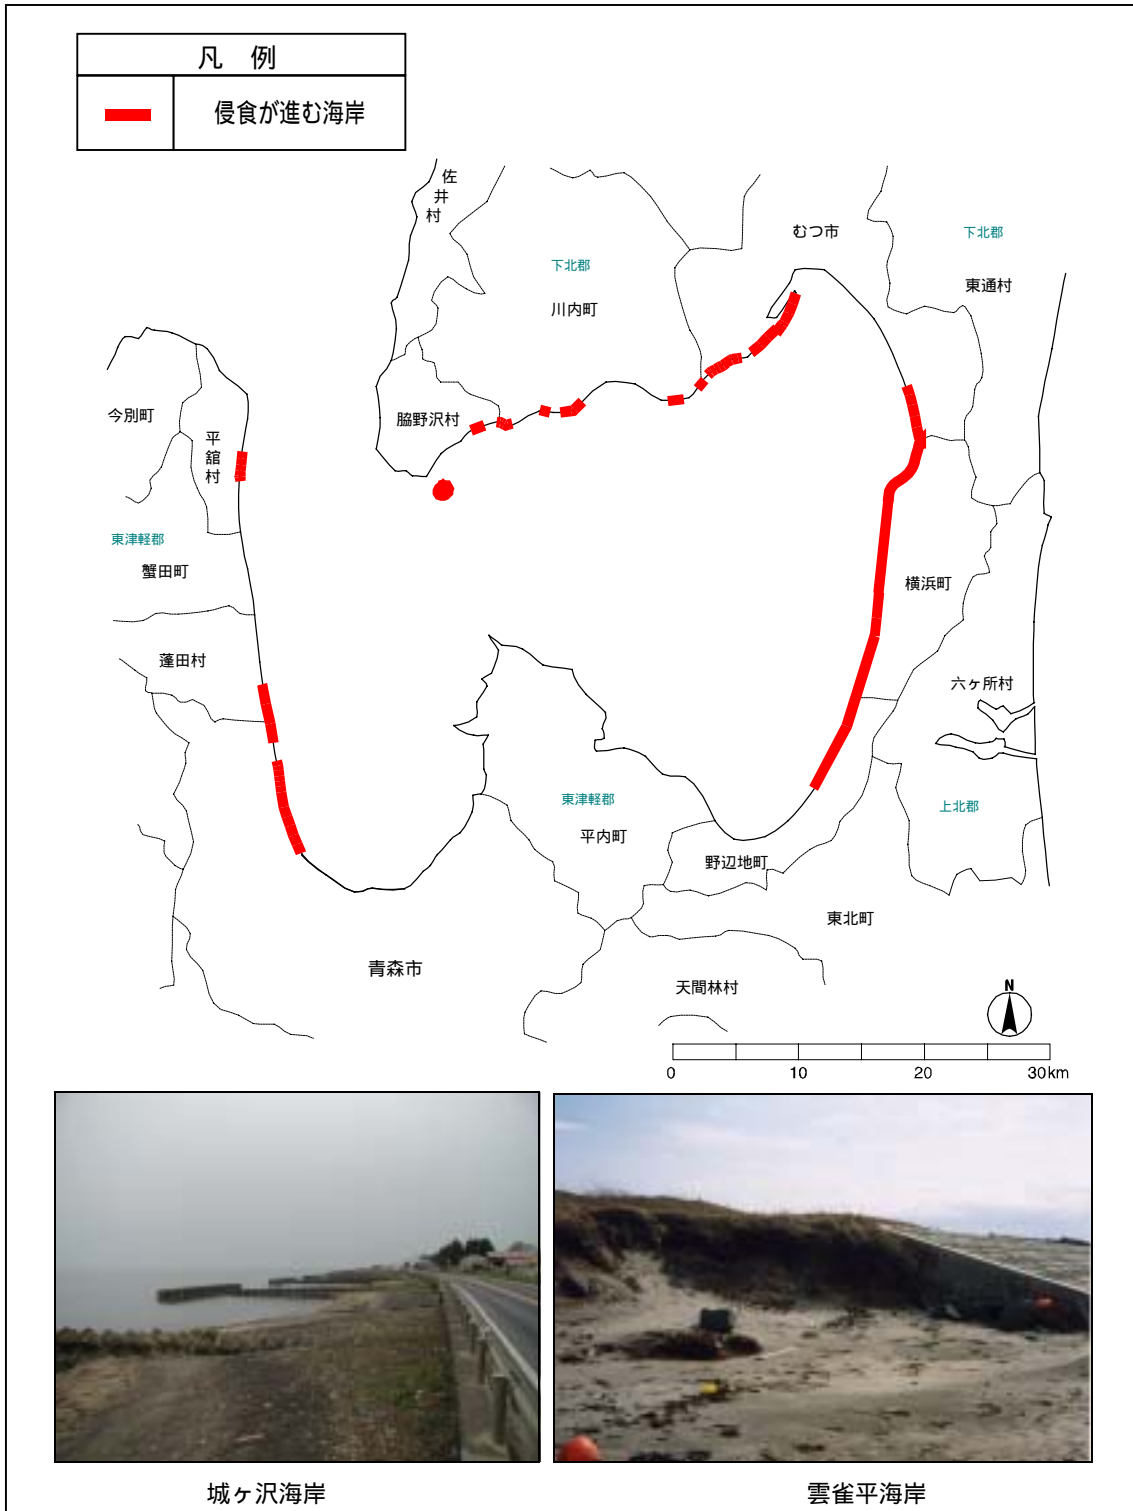 凡　例
侵食が進む海岸
佐井村
むつ市
下北郡
下北郡
東通村
川内町
今別町
脇野沢村
平舘村
東津軽郡
蟹田町
横浜町
蓬田村
六ヶ所村
東津軽郡
上北郡
平内町
野辺地町
東北町
青森市
天間林村
N
0 10 20 30km
城ヶ沢海岸
雲雀平海岸